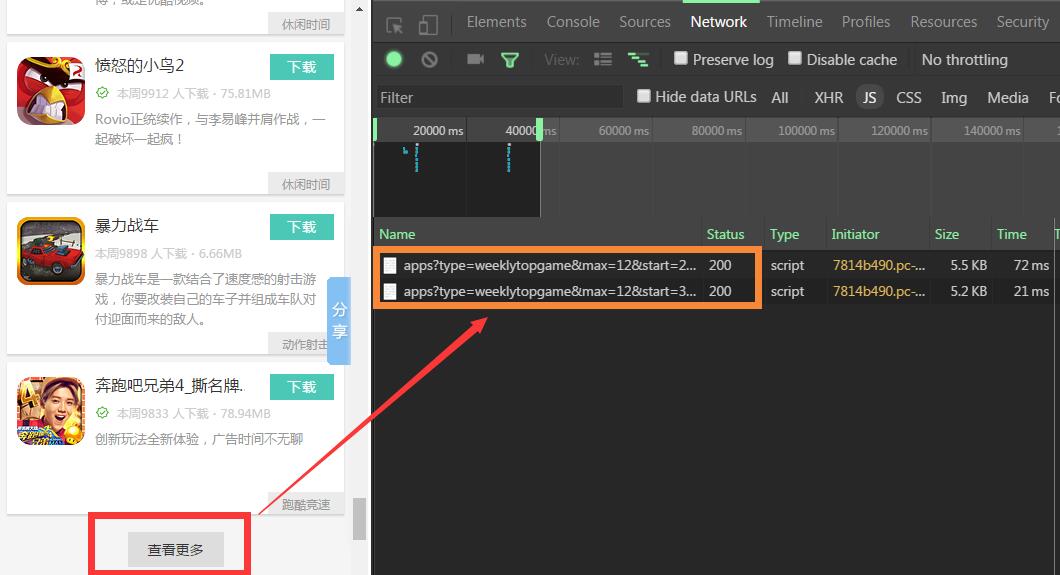 休闲时间
愤怒的小鸟2
下载
本周9912 人下载・75.81MB
Rovio正统续作，与李易峰并肩作战，一
起破坏一起疯！
休闲时间
暴力战车
下载
本周9898 人下载・6.66MB
暴力战车是一款结合了速度感的射击游
戏，你要改装自己的车子并组成车队对
付迎面而来的敌人。
动作射击
分
享
奔跑吧兄弟4_撕名牌.
下载
本周9833 人下载・78.94MB
创新玩法全新体验，广告时间不无聊
跑酷竞速
查看更多
Elements Console Sources Network Timeline Profiles Resources Security
View: Preserve log Disable cache No throttling
Filter Hide data URLs All XHR JS CSS Img Media
20000 ms 40000 ms 60000 ms 80000 ms 100000 ms 120000 ms 140000 ms
Name Status Type Initiator Size Time
apps?type=weeklytopgame&max=12&start=2... 200 script 7814b490.pc-... 5.5 KB 72 ms
apps?type=weeklytopgame&max=12&start=3... 200 script 7814b490.pc-... 5.2 KB 21 ms